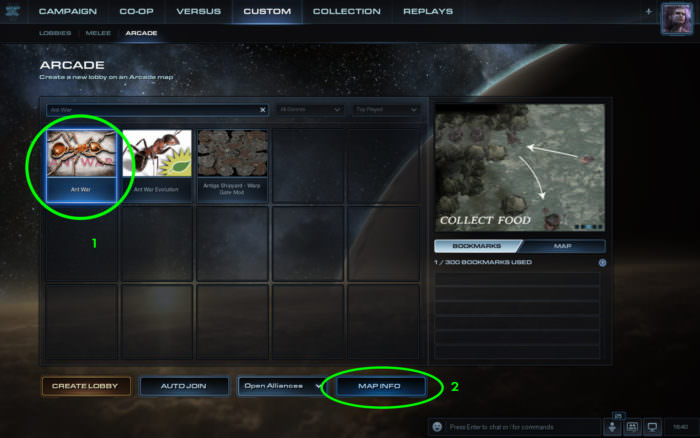 CAMPAIGN CO-OP VERSUS CUSTOM COLLECTION REPLAYS
LOBBIES MELEE ARCADE
ARCADE
Create a new lobby on an Arcade map
Ant War
All Genres
Top Played
Ant War
Ant War Evolution
Antiga Shipyard - Warp
Gate Mod
1
COLLECT FOOD
BOOKMARKS MAP
1 / 300 BOOKMARKS USED
CREATE LOBBY AUTO JOIN Open Alliances MAP INFO 2
Press Enter to chat or / for commands